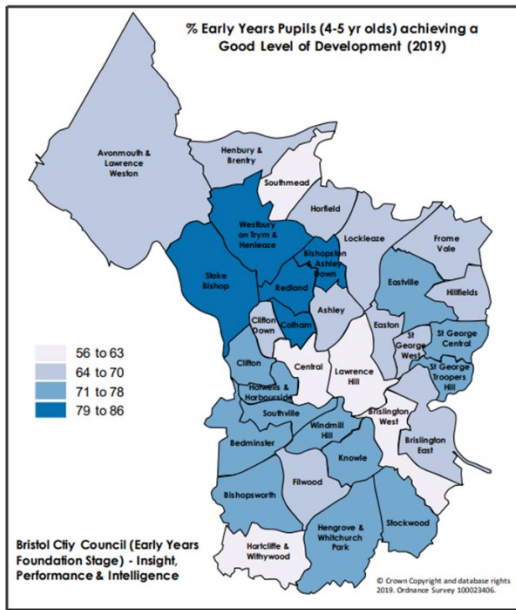 % Early Years Pupils (4-5 yr olds) achieving a
Good Level of Development (2019)
Avonmouth &
Lawrence
Weston
Henbury &
Brentry
Southmead
Horfield
Westbury
on Trym &
Henleaze
Lockleaze
Frome
Vale
Bishopston
& Ashley
Down
Stoke
Bishop
Redland
Eastville
Hillfields
Cotham
Ashley
Clifton
Down
Easton
St
George
West
St George
Central
St George
Troopers
Hill
Clifton
Central
Lawrence
Hill
Hotwells &
Harbourside
Southville
Brislington
West
Windmill
Hill
Brislington
East
Bedminster
Knowle
Filwood
Bishopsworth
Stockwood
Hengrove &
Whitchurch
Park
Hartcliffe &
Withywood
56 to 63
64 to 70
71 to 78
79 to 86
Bristol Ctiy Council (Early Years
Foundation Stage) - Insight,
Performance & Intelligence
© Crown Copyright and database rights
2019. Ordnance Survey 100023406.